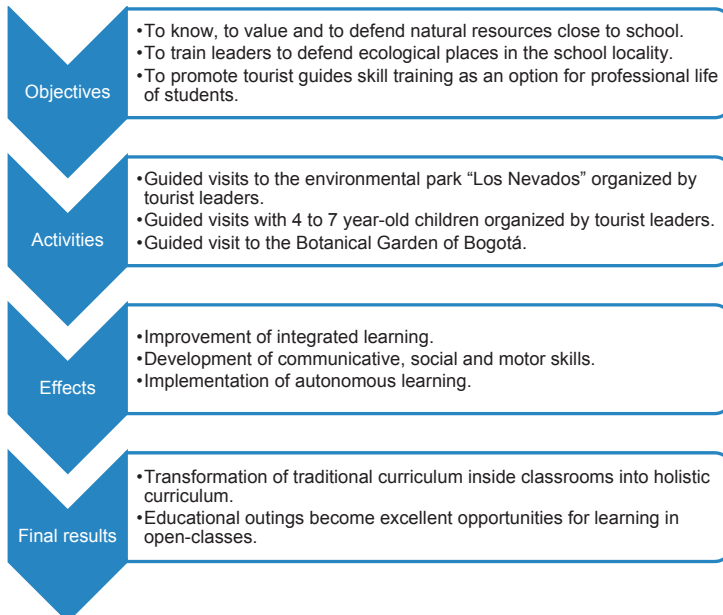 Objectives
•To know, to value and to defend natural resources close to school.
•To train leaders to defend ecological places in the school locality.
•To promote tourist guides skill training as an option for professional life
of students.
Activities
•Guided visits to the environmental park “Los Nevados” organized by
tourist leaders.
•Guided visits with 4 to 7 year-old children organized by tourist leaders.
•Guided visit to the Botanical Garden of Bogotá.
Effects
•Improvement of integrated learning.
•Development of communicative, social and motor skills.
•Implementation of autonomous learning.
Final results
•Transformation of traditional curriculum inside classrooms into holistic
curriculum.
•Educational outings become excellent opportunities for learning in
open-classes.